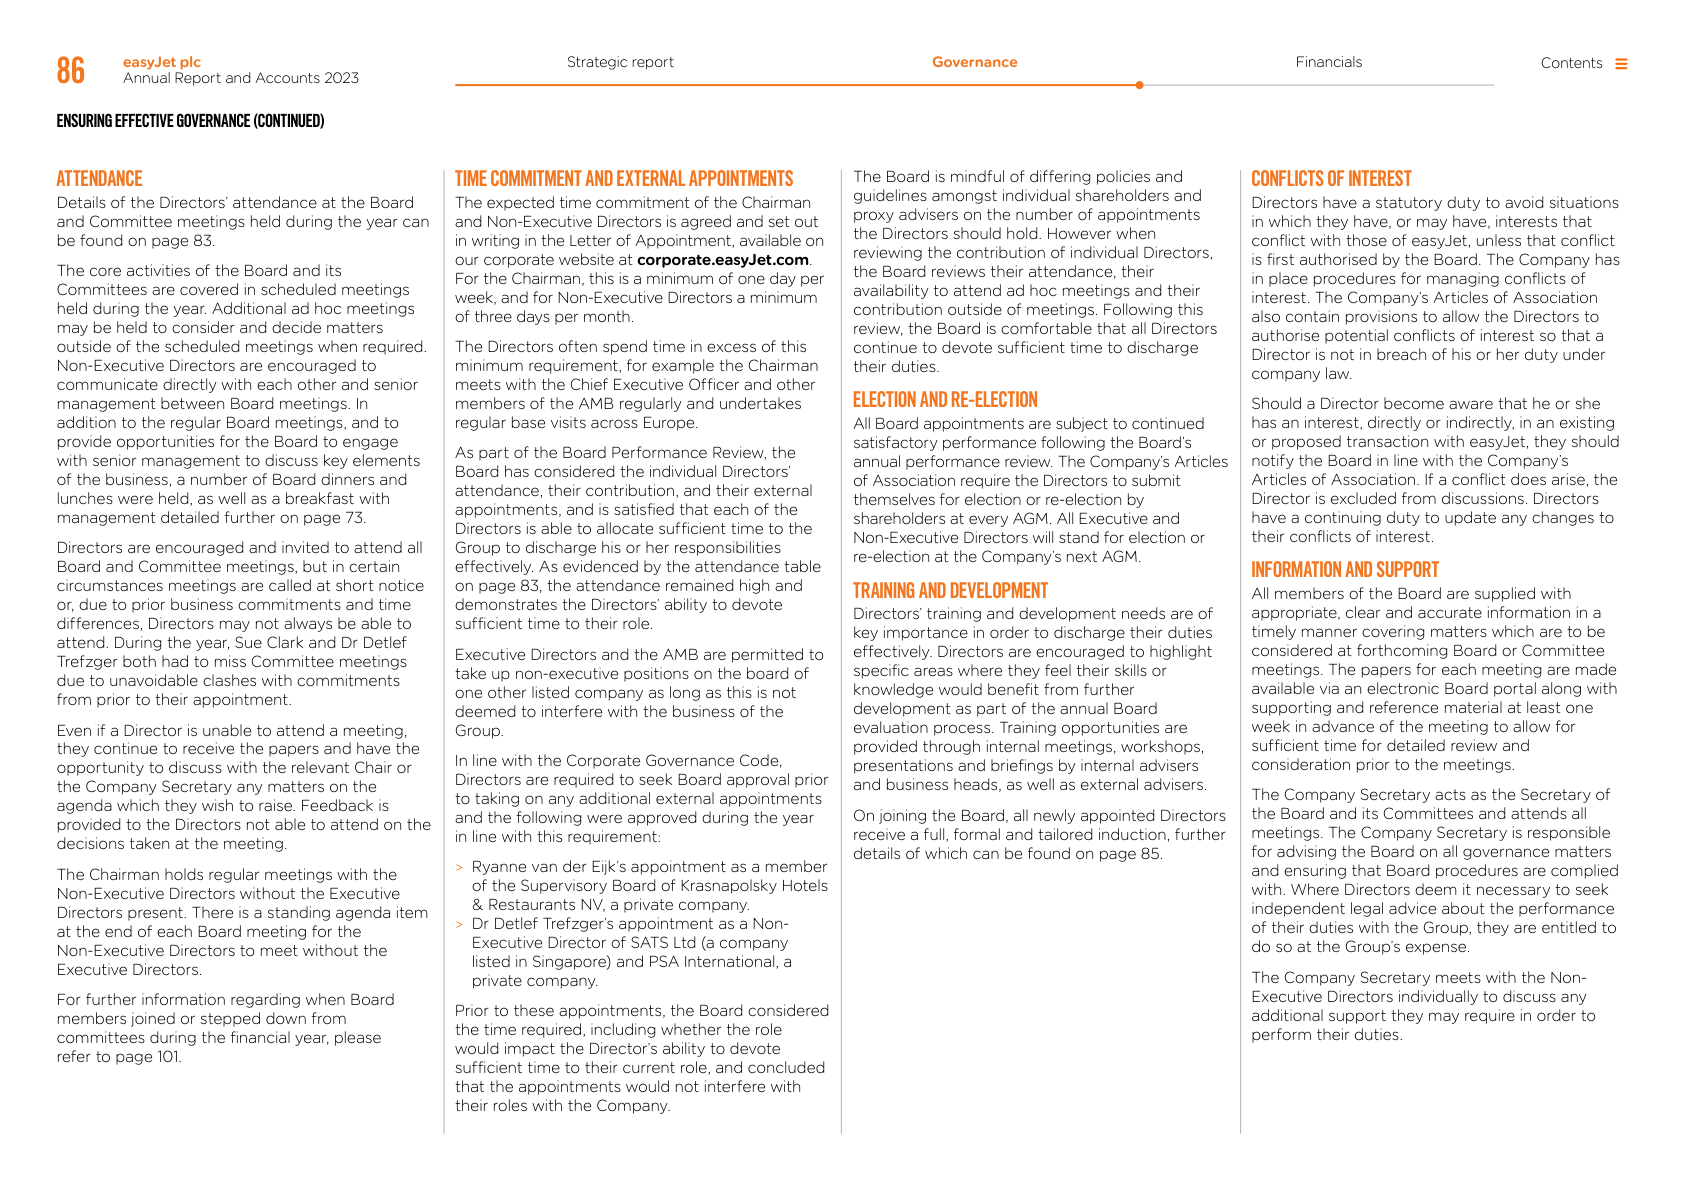 86
easyJet plc
Annual Report and Accounts 2023
Strategic report
Governance
Financials
Contents
ENSURING EFFECTIVE GOVERNANCE (CONTINUED)
ATTENDANCE
Details of the Directors’ attendance at the Board
and Committee meetings held during the year can
be found on page 83.
The core activities of the Board and its
Committees are covered in scheduled meetings
held during the year. Additional ad hoc meetings
may be held to consider and decide matters
outside of the scheduled meetings when required.
Non-Executive Directors are encouraged to
communicate directly with each other and senior
management between Board meetings. In
addition to the regular Board meetings, and to
provide opportunities for the Board to engage
with senior management to discuss key elements
of the business, a number of Board dinners and
lunches were held, as well as a breakfast with
management detailed further on page 73.
Directors are encouraged and invited to attend all
Board and Committee meetings, but in certain
circumstances meetings are called at short notice
or, due to prior business commitments and time
differences, Directors may not always be able to
attend. During the year, Sue Clark and Dr Detlef
Trefzger both had to miss Committee meetings
due to unavoidable clashes with commitments
from prior to their appointment.
Even if a Director is unable to attend a meeting,
they continue to receive the papers and have the
opportunity to discuss with the relevant Chair or
the Company Secretary any matters on the
agenda which they wish to raise. Feedback is
provided to the Directors not able to attend on the
decisions taken at the meeting.
The Chairman holds regular meetings with the
Non-Executive Directors without the Executive
Directors present. There is a standing agenda item
at the end of each Board meeting for the
Non-Executive Directors to meet without the
Executive Directors.
For further information regarding when Board
members joined or stepped down from
committees during the financial year, please
refer to page 101.
TIME COMMITMENT AND EXTERNAL APPOINTMENTS
The expected time commitment of the Chairman
and Non-Executive Directors is agreed and set out
in writing in the Letter of Appointment, available on
our corporate website at corporate.easyJet.com.
For the Chairman, this is a minimum of one day per
week, and for Non-Executive Directors a minimum
of three days per month.
The Directors often spend time in excess of this
minimum requirement, for example the Chairman
meets with the Chief Executive Officer and other
members of the AMB regularly and undertakes
regular base visits across Europe.
As part of the Board Performance Review, the
Board has considered the individual Directors’
attendance, their contribution, and their external
appointments, and is satisfied that each of the
Directors is able to allocate sufficient time to the
Group to discharge his or her responsibilities
effectively. As evidenced by the attendance table
on page 83, the attendance remained high and
demonstrates the Directors’ ability to devote
sufficient time to their role.
Executive Directors and the AMB are permitted to
take up non-executive positions on the board of
one other listed company as long as this is not
deemed to interfere with the business of the
Group.
In line with the Corporate Governance Code,
Directors are required to seek Board approval prior
to taking on any additional external appointments
and the following were approved during the year
in line with this requirement:
> Ryanne van der Eijk’s appointment as a member
of the Supervisory Board of Krasnapolsky Hotels
& Restaurants NV, a private company.
> Dr Detlef Trefzger’s appointment as a Non-
Executive Director of SATS Ltd (a company
listed in Singapore) and PSA International, a
private company.
Prior to these appointments, the Board considered
the time required, including whether the role
would impact the Director’s ability to devote
sufficient time to their current role, and concluded
that the appointments would not interfere with
their roles with the Company.
The Board is mindful of differing policies and
guidelines amongst individual shareholders and
proxy advisers on the number of appointments
the Directors should hold. However when
reviewing the contribution of individual Directors,
the Board reviews their attendance, their
availability to attend ad hoc meetings and their
contribution outside of meetings. Following this
review, the Board is comfortable that all Directors
continue to devote sufficient time to discharge
their duties.
ELECTION AND RE-ELECTION
All Board appointments are subject to continued
satisfactory performance following the Board’s
annual performance review. The Company’s Articles
of Association require the Directors to submit
themselves for election or re-election by
shareholders at every AGM. All Executive and
Non-Executive Directors will stand for election or
re-election at the Company’s next AGM.
TRAINING AND DEVELOPMENT
Directors’ training and development needs are of
key importance in order to discharge their duties
effectively. Directors are encouraged to highlight
specific areas where they feel their skills or
knowledge would benefit from further
development as part of the annual Board
evaluation process. Training opportunities are
provided through internal meetings, workshops,
presentations and briefings by internal advisers
and business heads, as well as external advisers.
On joining the Board, all newly appointed Directors
receive a full, formal and tailored induction, further
details of which can be found on page 85.
CONFLICTS OF INTEREST
Directors have a statutory duty to avoid situations
in which they have, or may have, interests that
conflict with those of easyJet, unless that conflict
is first authorised by the Board. The Company has
in place procedures for managing conflicts of
interest. The Company’s Articles of Association
also contain provisions to allow the Directors to
authorise potential conflicts of interest so that a
Director is not in breach of his or her duty under
company law.
Should a Director become aware that he or she
has an interest, directly or indirectly, in an existing
or proposed transaction with easyJet, they should
notify the Board in line with the Company’s
Articles of Association. If a conflict does arise, the
Director is excluded from discussions. Directors
have a continuing duty to update any changes to
their conflicts of interest.
INFORMATION AND SUPPORT
All members of the Board are supplied with
appropriate, clear and accurate information in a
timely manner covering matters which are to be
considered at forthcoming Board or Committee
meetings. The papers for each meeting are made
available via an electronic Board portal along with
supporting and reference material at least one
week in advance of the meeting to allow for
sufficient time for detailed review and
consideration prior to the meetings.
The Company Secretary acts as the Secretary of
the Board and its Committees and attends all
meetings. The Company Secretary is responsible
for advising the Board on all governance matters
and ensuring that Board procedures are complied
with. Where Directors deem it necessary to seek
independent legal advice about the performance
of their duties with the Group, they are entitled to
do so at the Group’s expense.
The Company Secretary meets with the Non-
Executive Directors individually to discuss any
additional support they may require in order to
perform their duties.